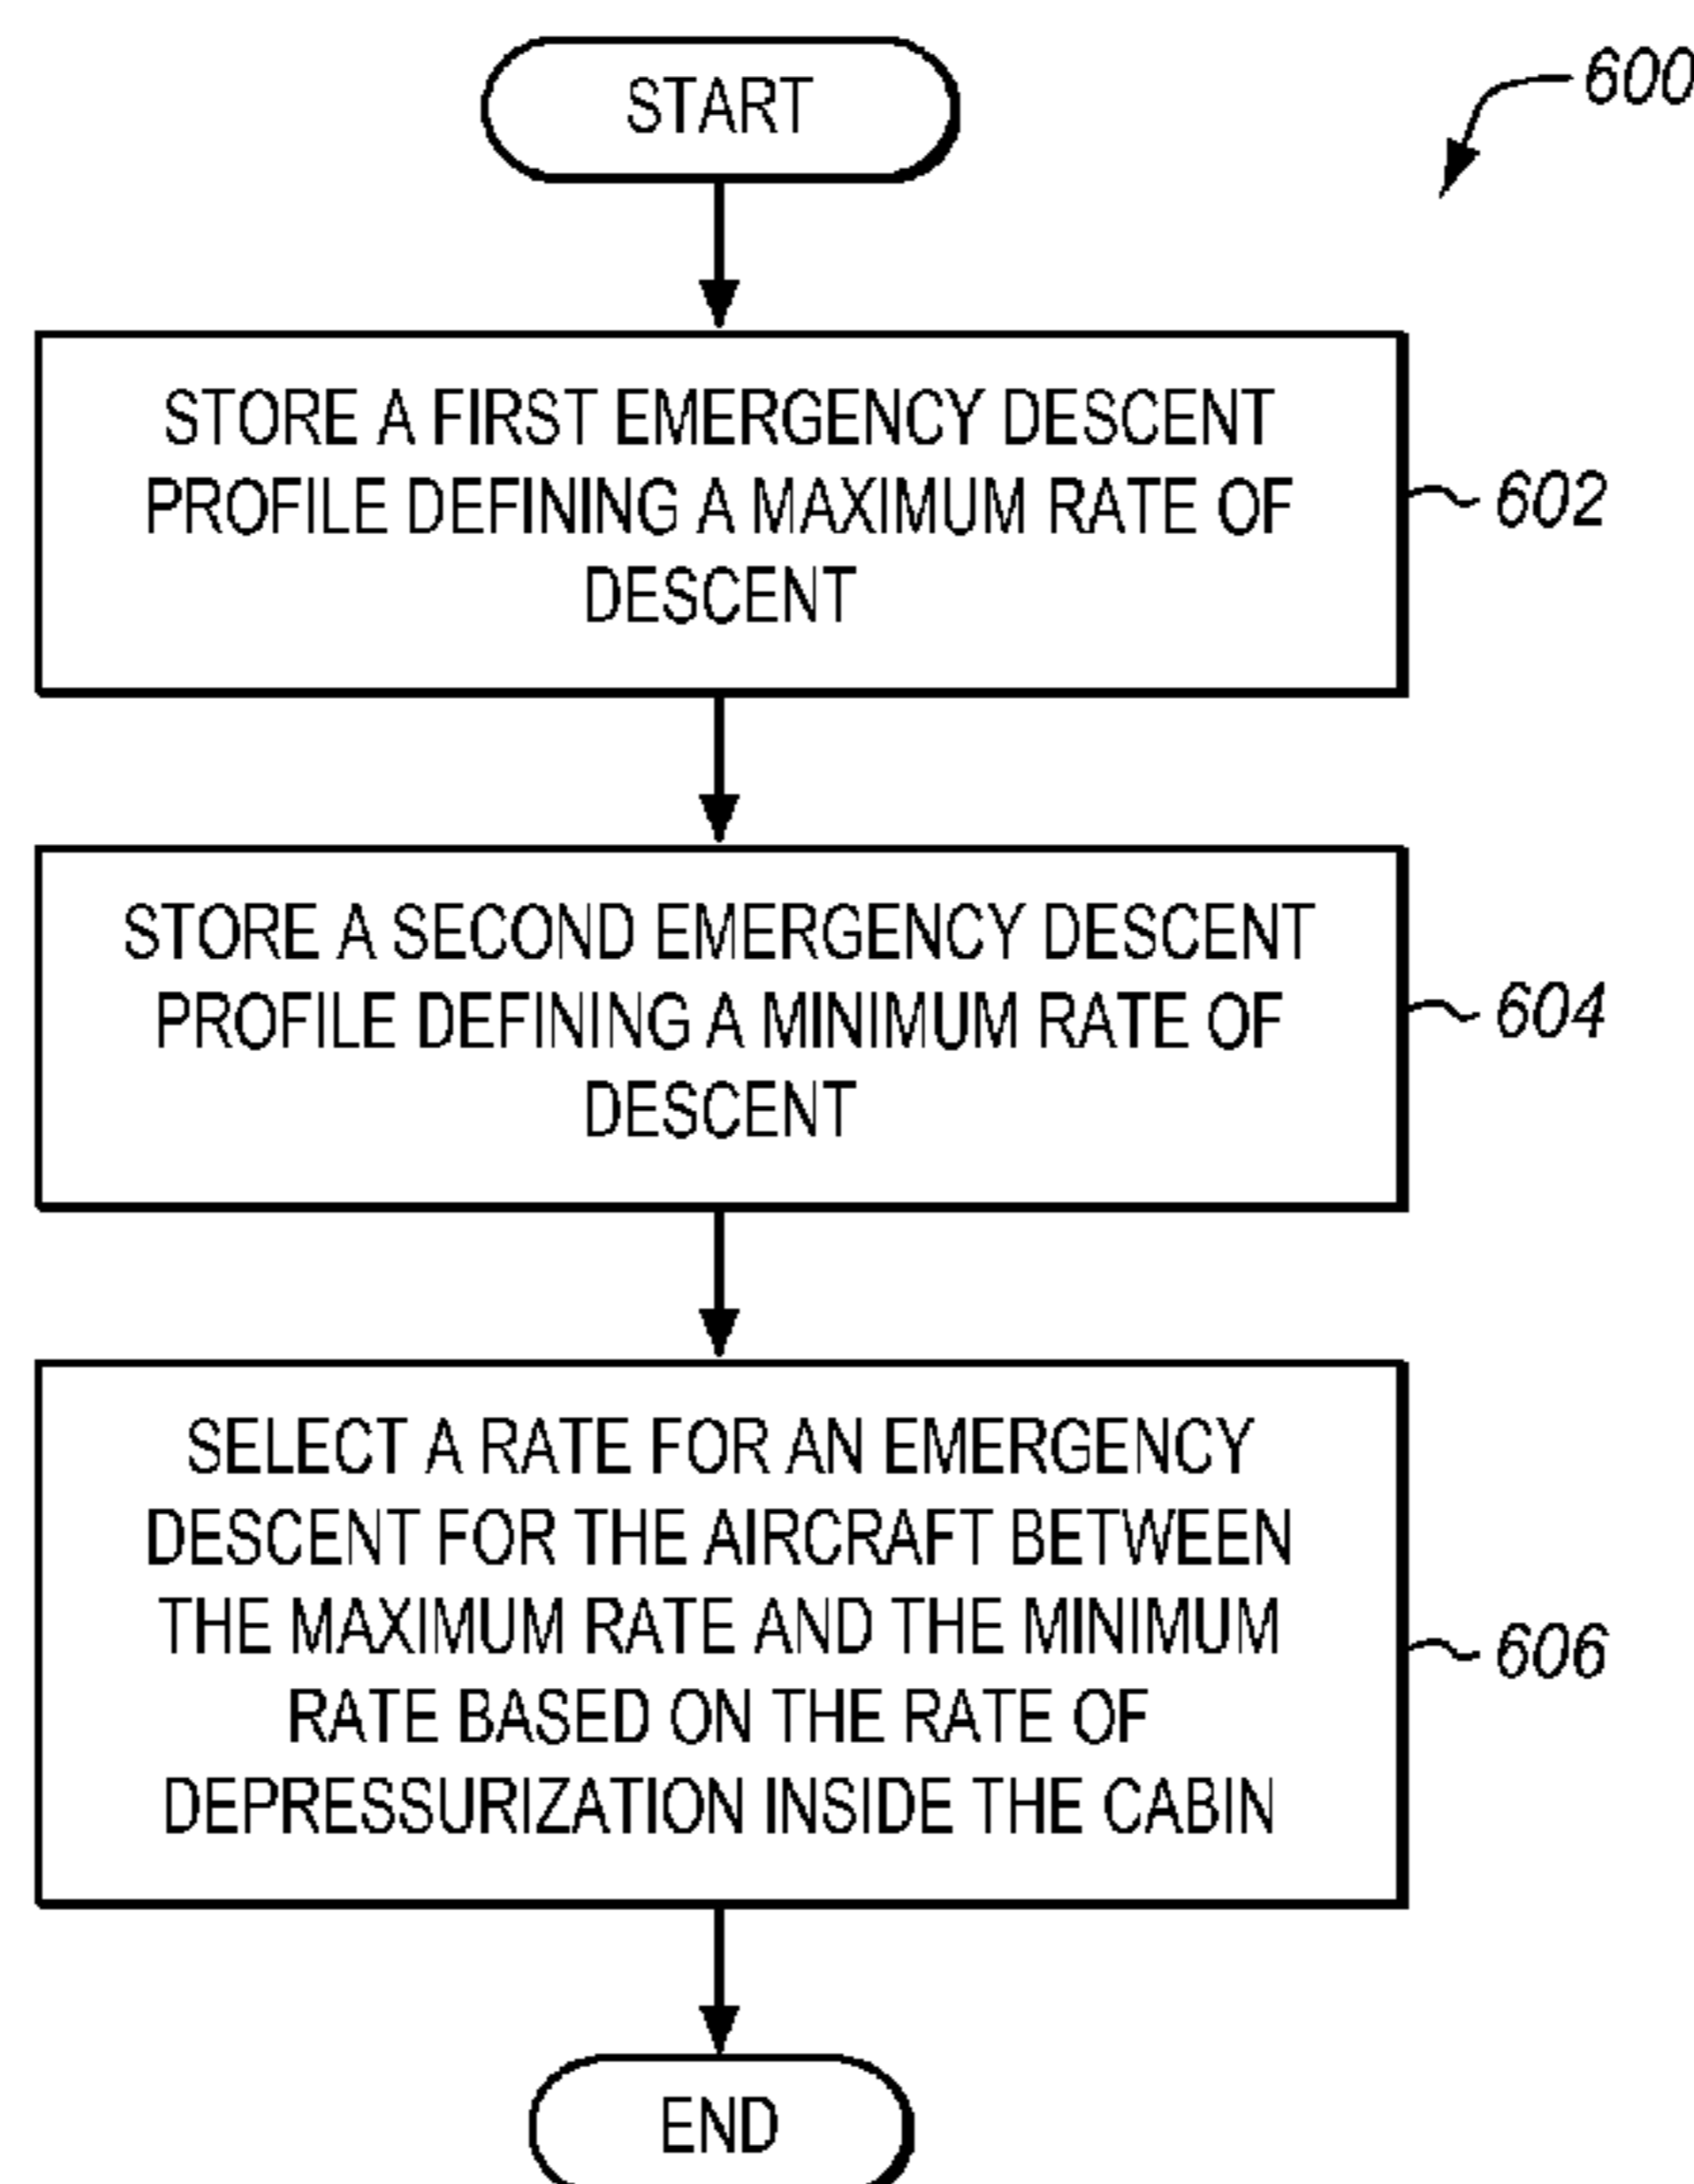 START
600
STORE A FIRST EMERGENCY DESCENT
PROFILE DEFINING A MAXIMUM RATE OF
DESCENT
602
STORE A SECOND EMERGENCY DESCENT
PROFILE DEFINING A MINIMUM RATE OF
DESCENT
604
SELECT A RATE FOR AN EMERGENCY
DESCENT FOR THE AIRCRAFT BETWEEN
THE MAXIMUM RATE AND THE MINIMUM
RATE BASED ON THE RATE OF
DEPRESSURIZATION INSIDE THE CABIN
606
END